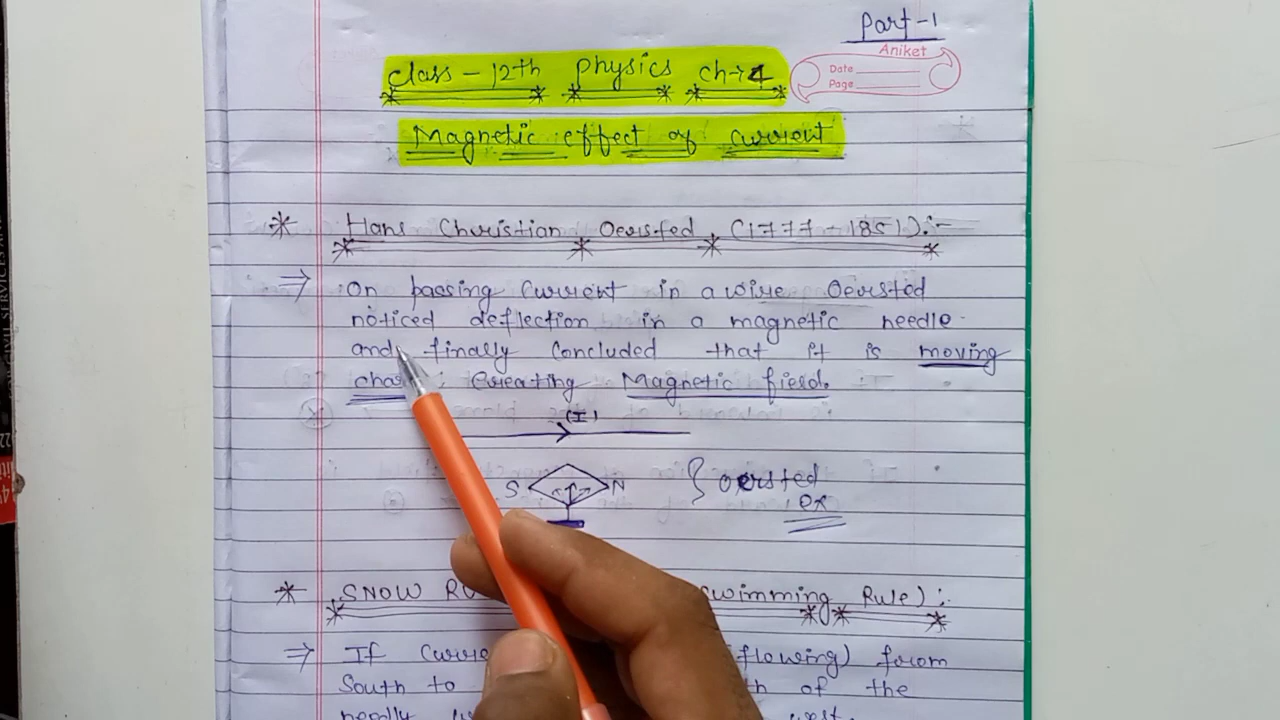 Part-1
Aniket
Date
Page
Class - 12th Physics Ch→4
Magnetic effect of Current
* Hans Christian Oersted (1777 - 1851):-
⇒ On passing current in a wire Oersted
noticed deflection in a magnetic needle
and finally concluded that it is moving
creating Magnetic field.
(I)
S N } oersted
ex
* SNOW Swimming Rule):
⇒ If (flowing) from
South to of the